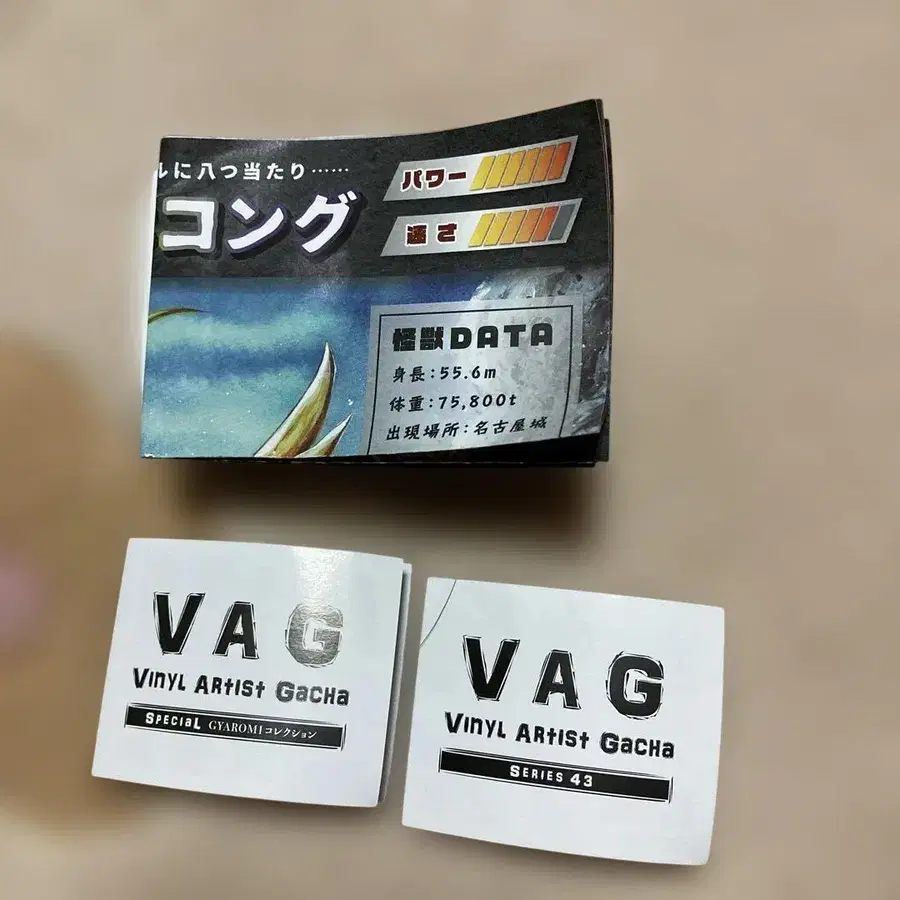 ルに八つ当たり……
コング
パワー
速さ
怪獣DATA
身長:55.6m
体重:75,800t
出現場所:名古屋城
VAG
VINYL ARTIST GACHA
SPECIAL GYAROMIコレクション
VAG
VINYL ARTIST GACHA
SERIES 43